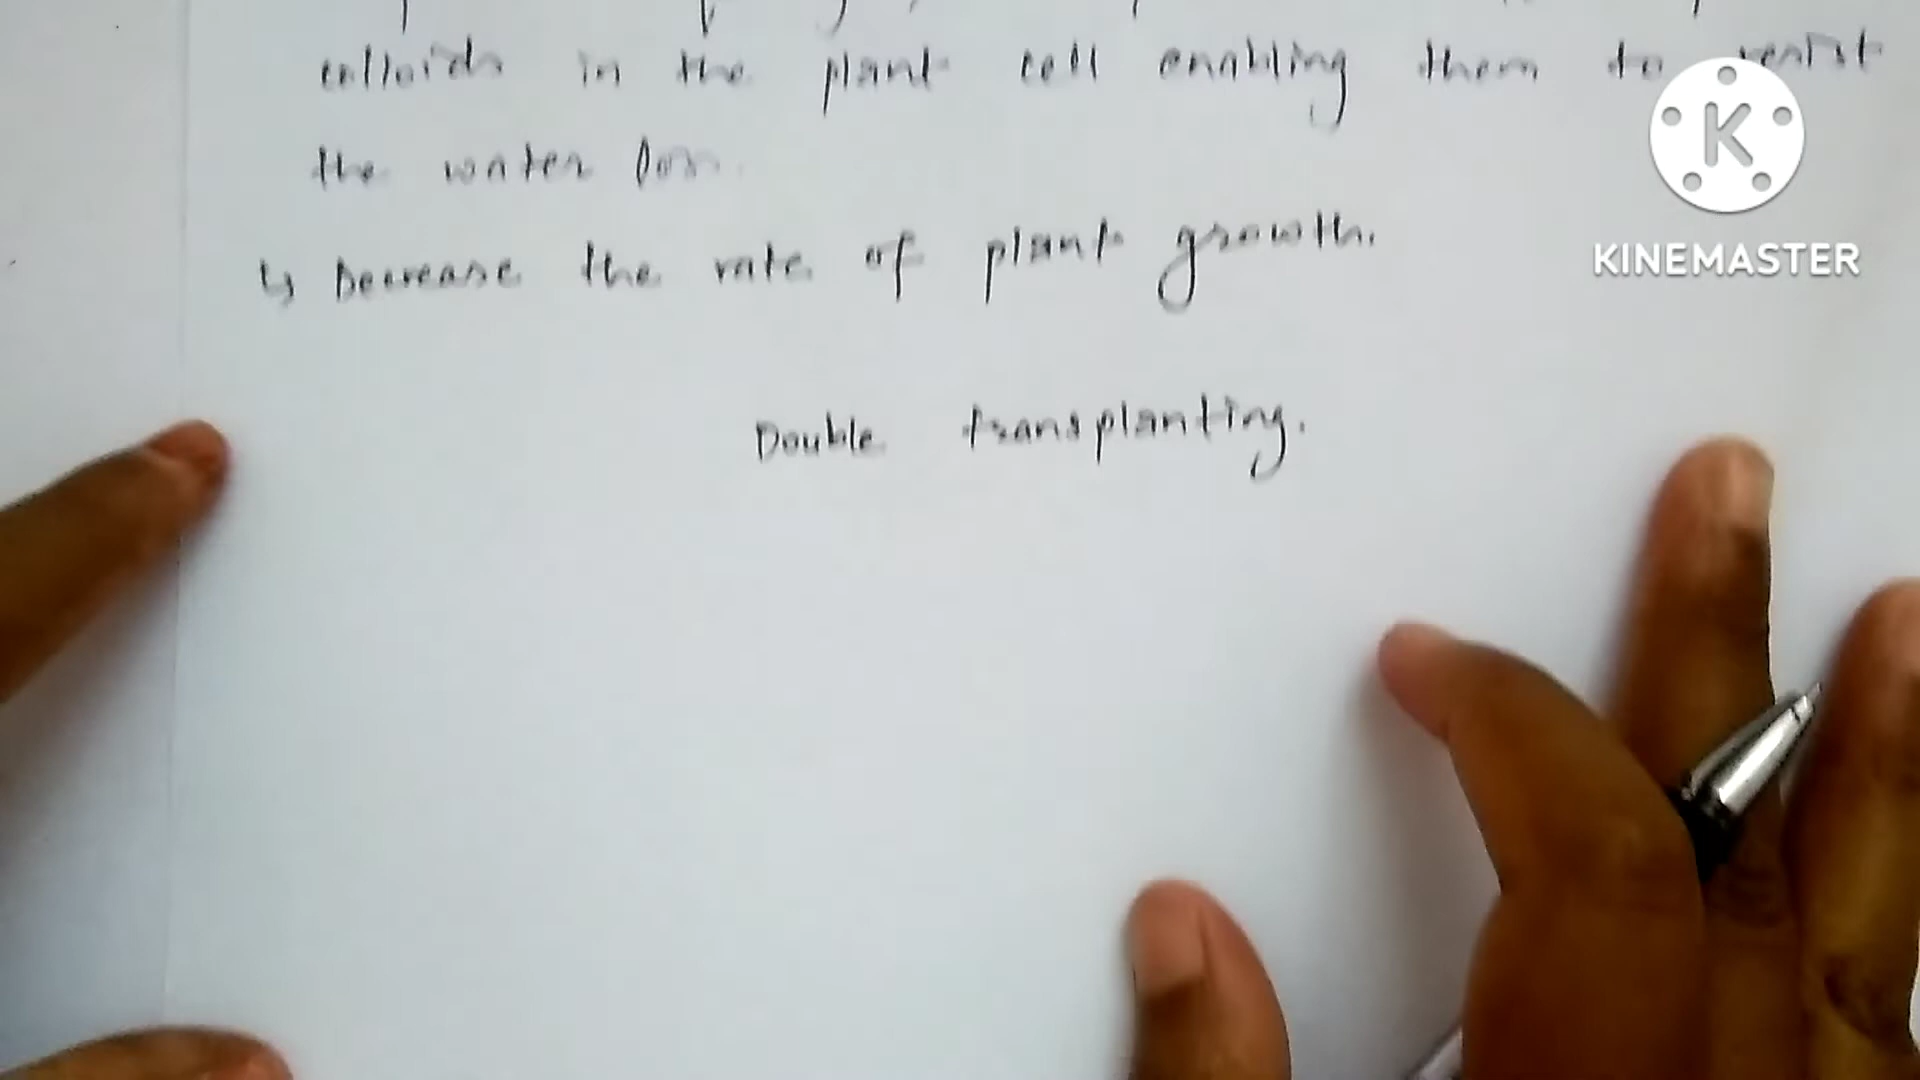 colloids in the plant cell enabling them to resist
the water loss.
↳ Decrease the rate of plant growth.
Double transplanting.
K
KINEMASTER